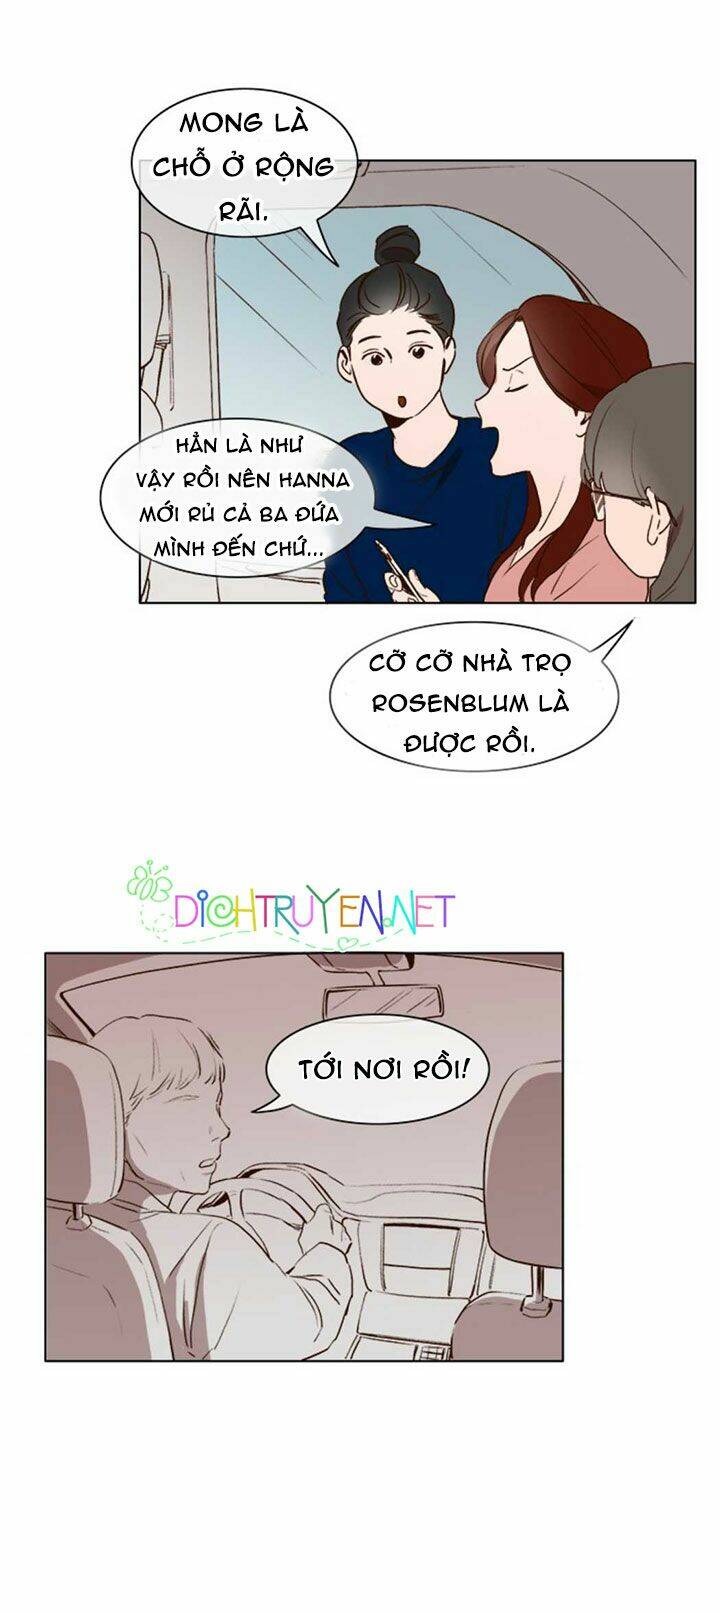 MONG LÀ
CHỖ Ở RỘNG
RÃI.
HẲN LÀ NHƯ
VẬY RỒI NÊN HANNA
MỚI RỦ CẢ BA ĐỨA
MÌNH ĐẾN CHỨ...
CỠ CỠ NHÀ TRỌ
ROSENBLUM LÀ
ĐƯỢC RỒI.
DICHTRUYEN.NET
TỚI NƠI RỒI!